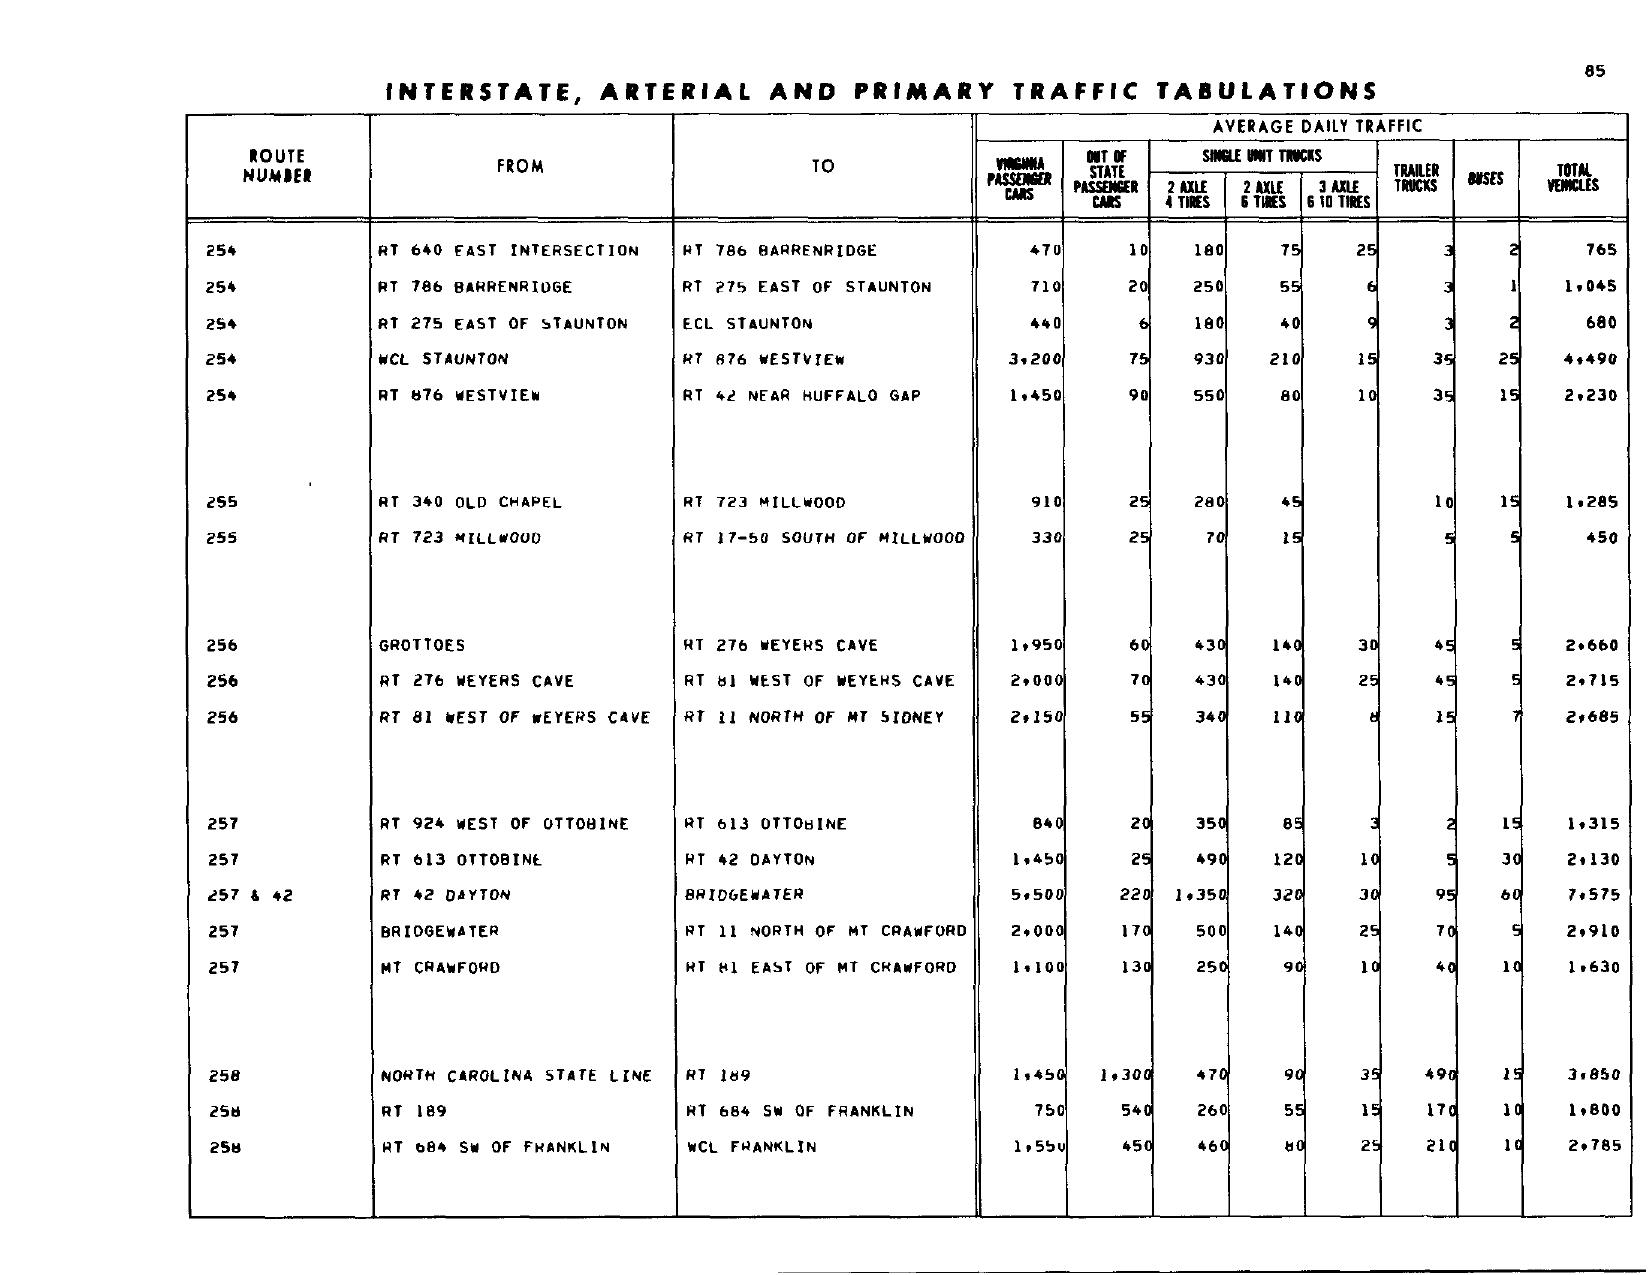 85
INTERSTATE, ARTERIAL AND PRIMARY TRAFFIC TABULATIONS
ROUTE NUMBER FROM TO AVERAGE DAILY TRAFFIC
VIRGINIA PASSENGER CARS OUT OF STATE PASSENGER CARS SINGLE UNIT TRUCKS TRAILER TRUCKS BUSES TOTAL VEHICLES
2 AXLE 4 TIRES 2 AXLE 6 TIRES 3 AXLE 6 10 TIRES
254 RT 640 EAST INTERSECTION RT 786 BARRENRIDGE 470 10 180 75 25 3 2 765
254 RT 786 BARRENRIDGE RT 275 EAST OF STAUNTON 710 20 250 55 6 3 1 1,045
254 RT 275 EAST OF STAUNTON ECL STAUNTON 440 6 180 40 9 3 2 680
254 WCL STAUNTON RT 876 WESTVIEW 3,200 75 930 210 15 35 25 4,490
254 RT 876 WESTVIEW RT 42 NEAR BUFFALO GAP 1,450 90 550 80 10 35 15 2,230
255 RT 340 OLD CHAPEL RT 723 MILLWOOD 910 25 280 45 10 15 1,285
255 RT 723 MILLWOOD RT 17-50 SOUTH OF MILLWOOD 330 25 70 15 5 5 450
256 GROTTOES RT 276 WEYERS CAVE 1,950 60 430 140 30 45 5 2,660
256 RT 276 WEYERS CAVE RT 81 WEST OF WEYERS CAVE 2,000 70 430 140 25 45 5 2,715
256 RT 81 WEST OF WEYERS CAVE RT 11 NORTH OF MT SIDNEY 2,150 55 340 110 8 15 7 2,685
257 RT 924 WEST OF OTTOBINE RT 613 OTTOBINE 840 20 350 85 3 2 15 1,315
257 RT 613 OTTOBINE RT 42 DAYTON 1,450 25 490 120 10 5 30 2,130
257 & 42 RT 42 DAYTON BRIDGEWATER 5,500 220 1,350 320 30 95 60 7,575
257 BRIDGEWATER RT 11 NORTH OF MT CRAWFORD 2,000 170 500 140 25 70 5 2,910
257 MT CRAWFORD RT 81 EAST OF MT CRAWFORD 1,100 130 250 90 10 40 10 1,630
258 NORTH CAROLINA STATE LINE RT 189 1,450 1,300 470 90 35 490 15 3,850
258 RT 189 RT 684 SW OF FRANKLIN 750 540 260 55 15 170 10 1,800
258 RT 684 SW OF FRANKLIN WCL FRANKLIN 1,550 450 460 80 25 210 10 2,785